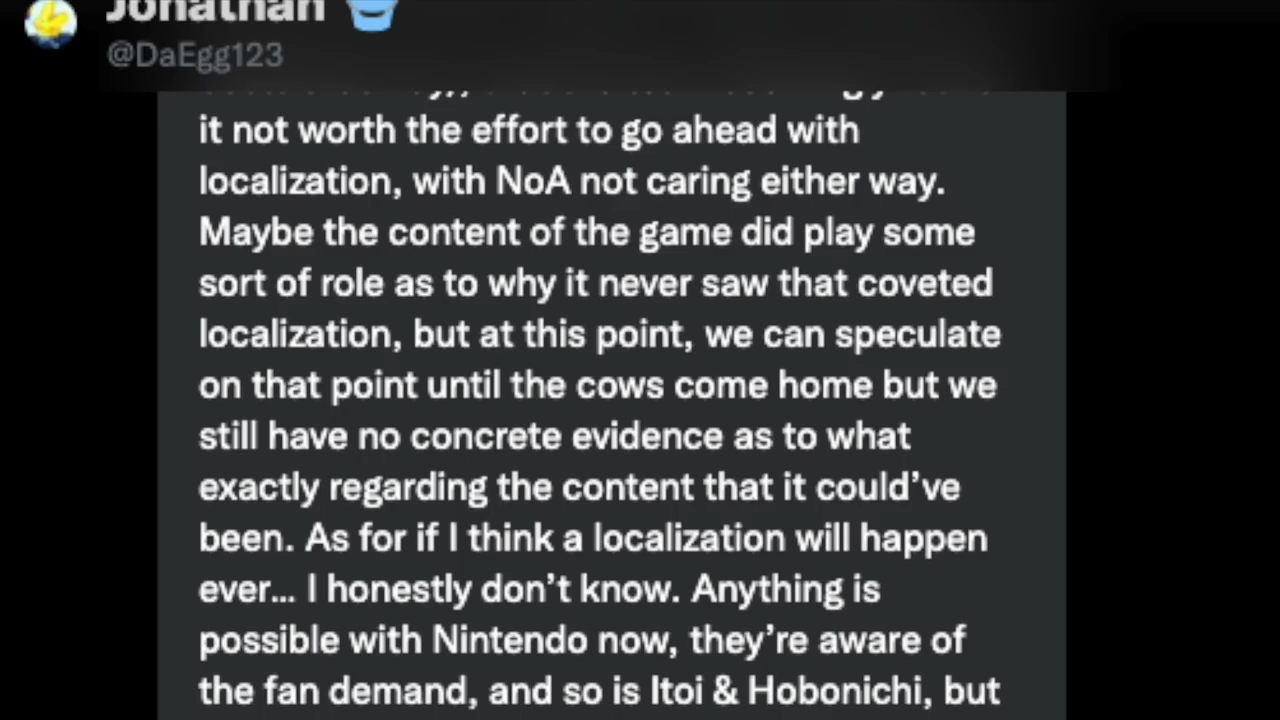 Jonathan
@DaEgg123
it not worth the effort to go ahead with
localization, with NoA not caring either way.
Maybe the content of the game did play some
sort of role as to why it never saw that coveted
localization, but at this point, we can speculate
on that point until the cows come home but we
still have no concrete evidence as to what
exactly regarding the content that it could’ve
been. As for if I think a localization will happen
ever... I honestly don’t know. Anything is
possible with Nintendo now, they’re aware of
the fan demand, and so is Itoi & Hobonichi, but